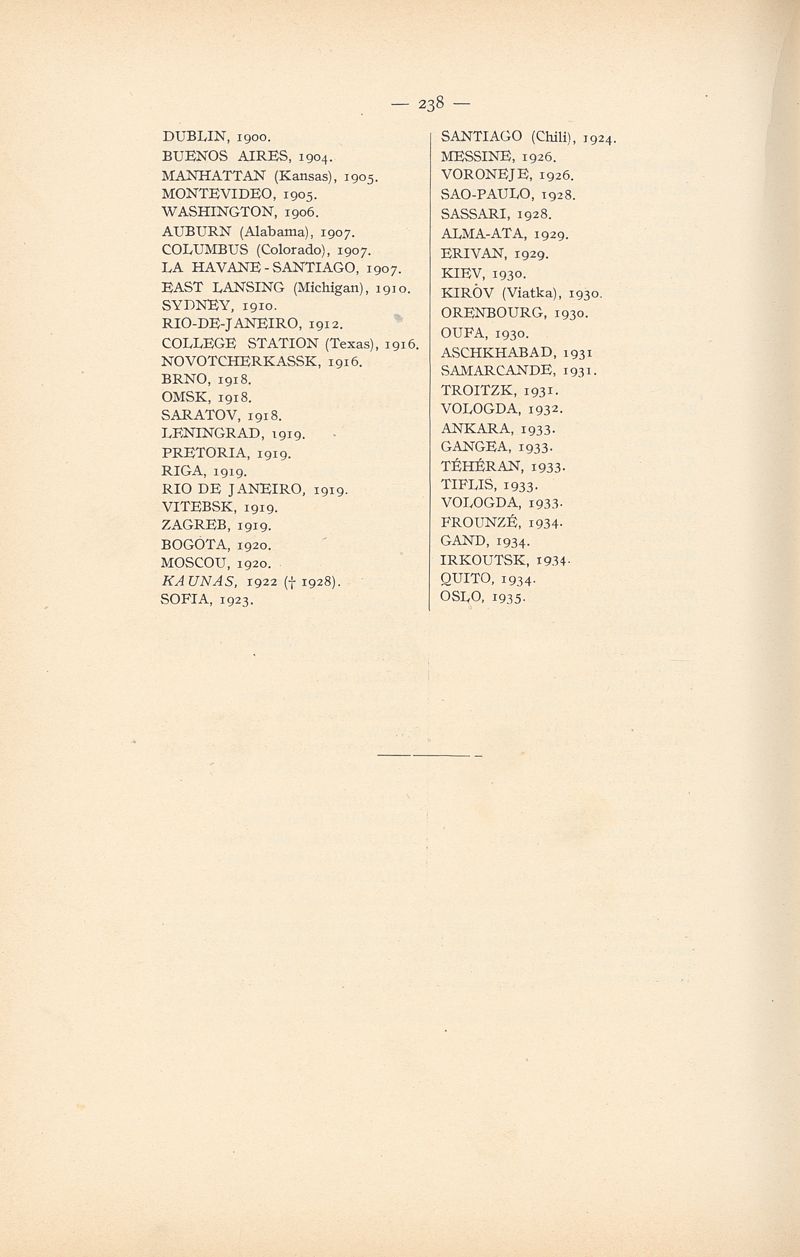 — 238 —
DUBLIN, 1900.
BUENOS AIRES, 1904.
MANHATTAN (Kansas), 1905.
MONTEVIDEO, 1905.
WASHINGTON, 1906.
AUBURN (Alabama), 1907.
COLUMBUS (Colorado), 1907.
LA HAVANE - SANTIAGO, 1907.
EAST LANSING (Michigan), 1910.
SYDNEY, 1910.
RIO-DE-JANEIRO, 1912.
COLLEGE STATION (Texas), 1916.
NOVOTCHERKASSK, 1916.
BRNO, 1918.
OMSK, 1918.
SARATOV, 1918.
LENINGRAD, 1919.
PRETORIA, 1919.
RIGA, 1919.
RIO DE JANEIRO, 1919.
VITEBSK, 1919.
ZAGREB, 1919.
BOGOTA, 1920.
MOSCOU, 1920.
KAUNAS, 1922 († 1928).
SOFIA, 1923.
SANTIAGO (Chili), 1924.
MESSINE, 1926.
VORONEJE, 1926.
SAO-PAULO, 1928.
SASSARI, 1928.
ALMA-ATA, 1929.
ERIVAN, 1929.
KIEV, 1930.
KIROV (Viatka), 1930.
ORENBOURG, 1930.
OUFA, 1930.
ASCHKHABAD, 1931
SAMARCANDE, 1931.
TROITZK, 1931.
VOLOGDA, 1932.
ANKARA, 1933.
GANGEA, 1933.
TÉHÉRAN, 1933.
TIFLIS, 1933.
VOLOGDA, 1933.
FROUNZÉ, 1934.
GAND, 1934.
IRKOUTSK, 1934.
QUITO, 1934.
OSLO, 1935.